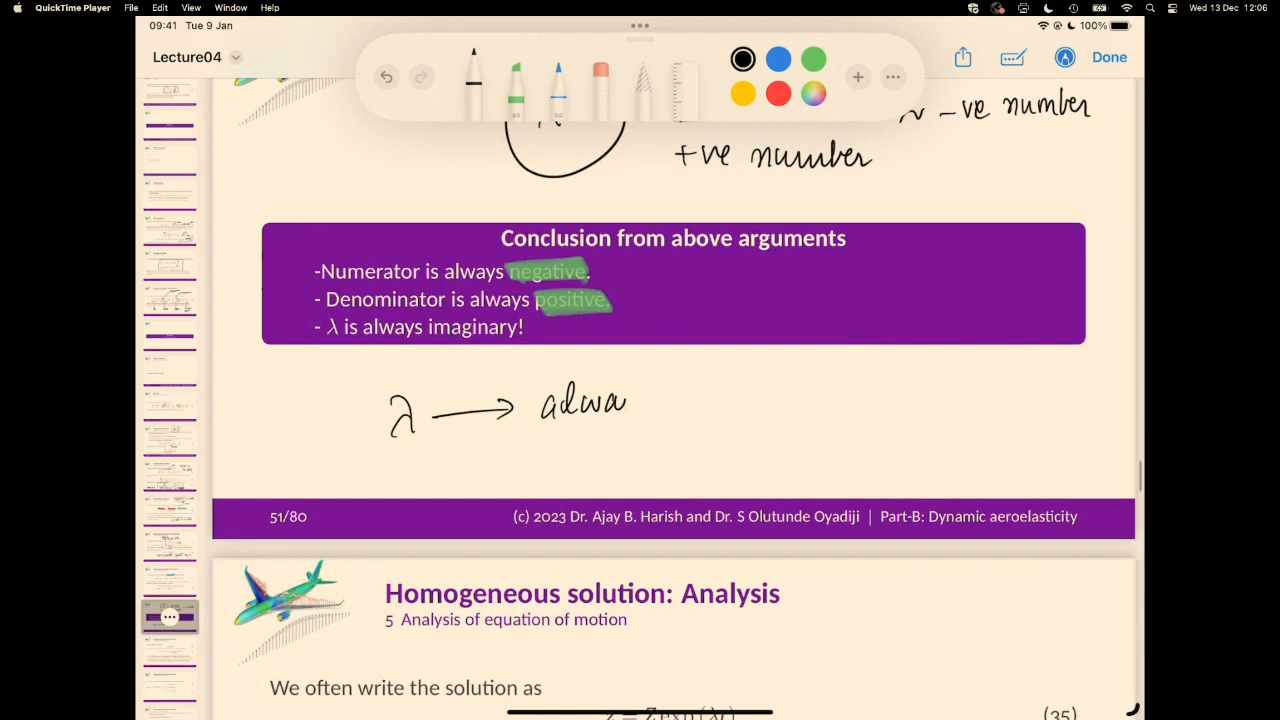 QuickTime Player File Edit View Window Help
Wed 13 Dec 12:06
09:41 Tue 9 Jan
100%
Lecture04
Done
80
50
~ -ve number
+ve number
Conclusion from above arguments
-Numerator is always negative.
- Denominator is always positive.
- λ is always imaginary!
λ → alwa
51/80
(c) 2023 Dr. Ajay B. Harish and Dr. S Olutunde Oyadiji | Part-B: Dynamic aeroelasticity
Homogeneous solution: Analysis
5 Analysis of equation of motion
We often write the solution as
(35)